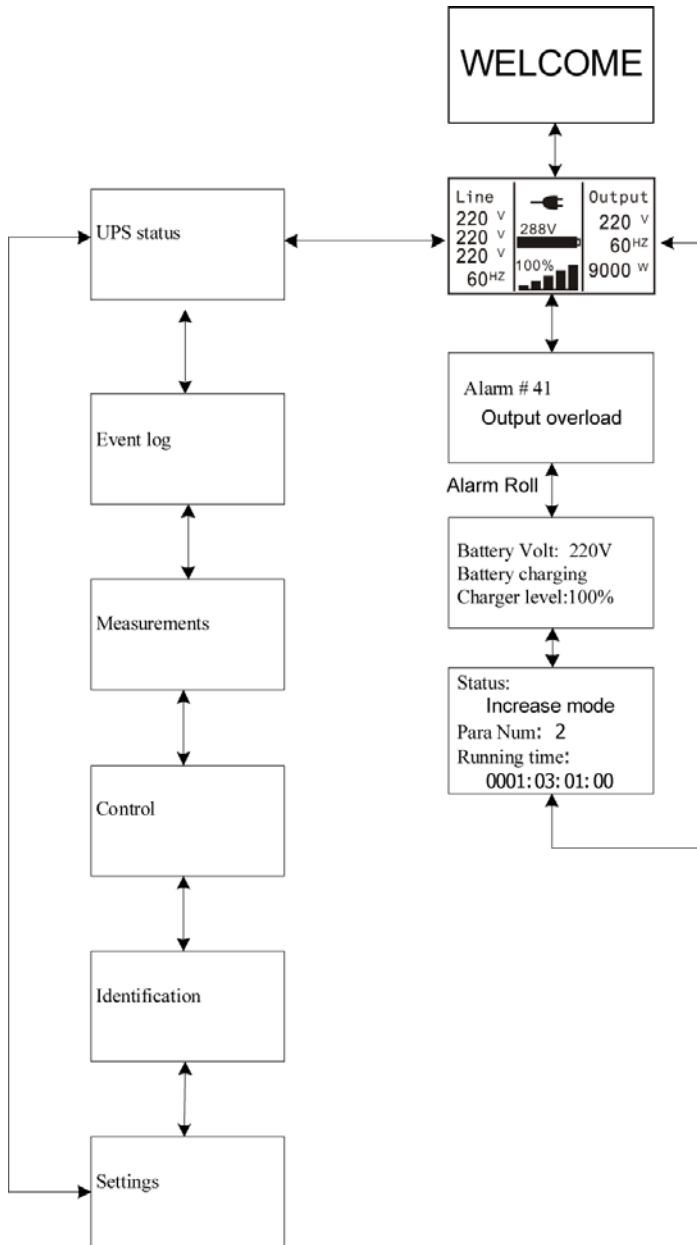 WELCOME
Line
220 V
220 V
220 V
60HZ
288V
100%
Output
220 V
60HZ
9000 W
UPS status
Alarm # 41
Output overload
Event log
Alarm Roll
Battery Volt: 220V
Battery charging
Charger level:100%
Measurements
Status:
Increase mode
Para Num: 2
Running time:
0001:03:01:00
Control
Identification
Settings